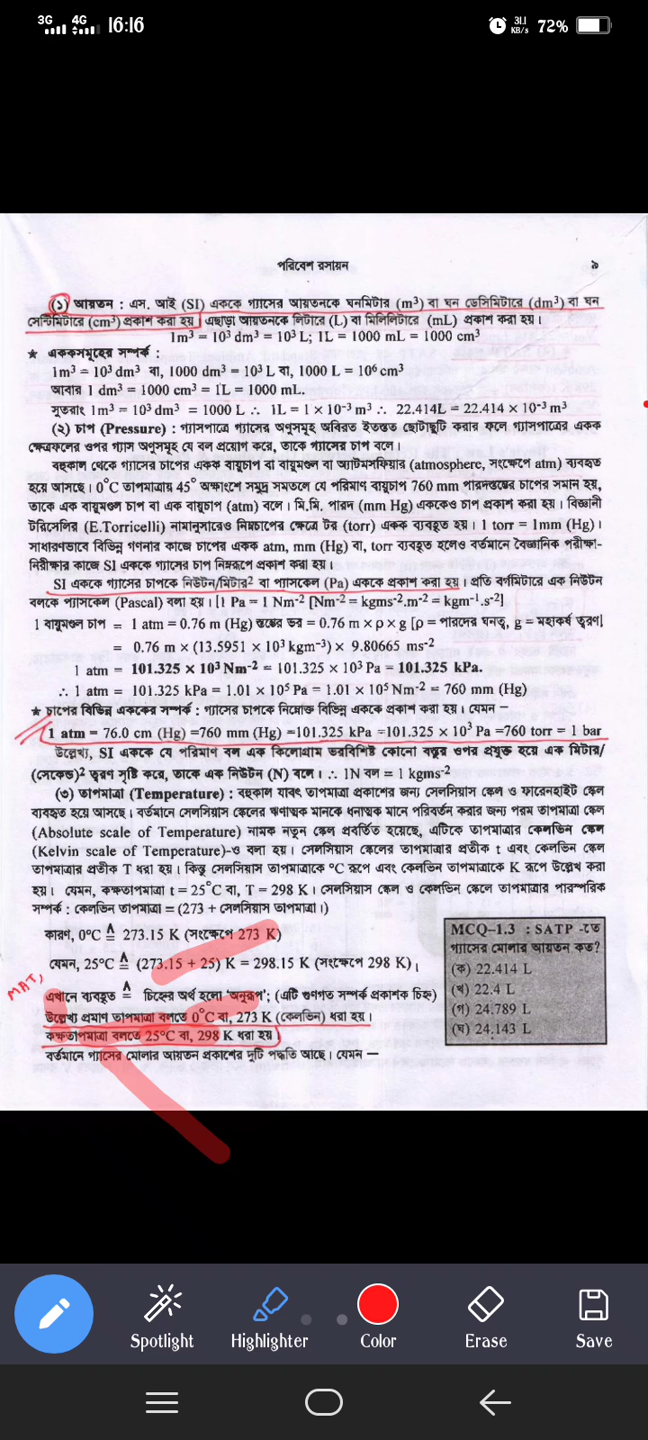 3G 4G 16:16 31.1 KB/s 72%
পরিবেশ রসায়ন ৯
(১) আয়তন : এস. আই (SI) এককে গ্যাসের আয়তনকে ঘনমিটার (m³) বা ঘন ডেসিমিটারে (dm³) বা ঘন
সেন্টিমিটারে (cm³) প্রকাশ করা হয়। এছাড়া আয়তনকে লিটারে (L) বা মিলিলিটারে (mL) প্রকাশ করা হয়।
1m³ = 10³ dm³ = 10³ L; 1L = 1000 mL = 1000 cm³
★ এককসমূহের সম্পর্ক :
1m³ = 10³ dm³ বা, 1000 dm³ = 10³ L বা, 1000 L = 10⁶ cm³
আবার 1 dm³ = 1000 cm³ = 1L = 1000 mL.
সুতরাং 1m³ = 10³ dm³ = 1000 L ∴ 1L = 1 × 10⁻³ m³ ∴ 22.414L = 22.414 × 10⁻³ m³
(২) চাপ (Pressure) : গ্যাসপাত্রে গ্যাসের অণুসমূহ অবিরত ইতস্তত ছোটাছুটি করার ফলে গ্যাসপাত্রের একক
ক্ষেত্রফলের ওপর গ্যাস অণুসমূহ যে বল প্রয়োগ করে, তাকে গ্যাসের চাপ বলে।
বহুকাল থেকে গ্যাসের চাপের একক বায়ুচাপ বা বায়ুমণ্ডল বা অ্যাটমসফিয়ার (atmosphere, সংক্ষেপে atm) ব্যবহৃত
হয়ে আসছে। 0°C তাপমাত্রায় 45° অক্ষাংশে সমুদ্র সমতলে যে পরিমাণ বায়ুচাপ 760 mm পারদস্তম্ভের চাপের সমান হয়,
তাকে এক বায়ুমণ্ডল চাপ বা এক বায়ুচাপ (atm) বলে। মি.মি. পারদ (mm Hg) এককেও চাপ প্রকাশ করা হয়। বিজ্ঞানী
টরিসেলির (E.Torricelli) নামানুসারেও নিম্নচাপের ক্ষেত্রে টর (torr) একক ব্যবহৃত হয়। 1 torr = 1mm (Hg)।
সাধারণভাবে বিভিন্ন গণনার কাজে চাপের একক atm, mm (Hg) বা, torr ব্যবহৃত হলেও বর্তমানে বৈজ্ঞানিক পরীক্ষা-
নিরীক্ষার কাজে SI এককে গ্যাসের চাপ নিম্নরূপে প্রকাশ করা হয়।
SI এককে গ্যাসের চাপকে নিউটন/মিটার² বা প্যাসকেল (Pa) এককে প্রকাশ করা হয়। প্রতি বর্গমিটারে এক নিউটন
বলকে প্যাসকেল (Pascal) বলা হয়। [1 Pa = 1 Nm⁻² [Nm⁻² = kgms⁻².m⁻² = kgm⁻¹.s⁻²]
1 বায়ুমণ্ডল চাপ = 1 atm = 0.76 m (Hg) স্তম্ভের ভর = 0.76 m × ρ × g [ρ = পারদের ঘনত্ব, g = মহাকর্ষ ত্বরণ]
= 0.76 m × (13.5951 × 10³ kgm⁻³) × 9.80665 ms⁻²
1 atm = 101.325 × 10³ Nm⁻² = 101.325 × 10³ Pa = 101.325 kPa.
∴ 1 atm = 101.325 kPa = 1.01 × 10⁵ Pa = 1.01 × 10⁵ Nm⁻² = 760 mm (Hg)
★ চাপের বিভিন্ন এককের সম্পর্ক : গ্যাসের চাপকে নিম্নোক্ত বিভিন্ন এককে প্রকাশ করা হয়। যেমন –
1 atm = 76.0 cm (Hg) =760 mm (Hg) =101.325 kPa =101.325 × 10³ Pa =760 torr = 1 bar
উল্লেখ্য, SI এককে যে পরিমাণ বল এক কিলোগ্রাম ভরবিশিষ্ট কোনো বস্তুর ওপর প্রযুক্ত হয়ে এক মিটার/
(সেকেন্ড)² ত্বরণ সৃষ্টি করে, তাকে এক নিউটন (N) বলে। ∴ 1N বল = 1 kgms⁻²
(৩) তাপমাত্রা (Temperature) : বহুকাল যাবৎ তাপমাত্রা প্রকাশের জন্য সেলসিয়াস স্কেল ও ফারেনহাইট স্কেল
ব্যবহৃত হয়ে আসছে। বর্তমানে সেলসিয়াস স্কেলের ঋণাত্মক মানকে ধনাত্মক মানে পরিবর্তন করার জন্য পরম তাপমাত্রা স্কেল
(Absolute scale of Temperature) নামক নতুন স্কেল প্রবর্তিত হয়েছে, এটিকে তাপমাত্রার কেলভিন স্কেল
(Kelvin scale of Temperature)-ও বলা হয়। সেলসিয়াস স্কেলের তাপমাত্রার প্রতীক t এবং কেলভিন স্কেল
তাপমাত্রার প্রতীক T ধরা হয়। কিন্তু সেলসিয়াস তাপমাত্রাকে °C রূপে এবং কেলভিন তাপমাত্রাকে K রূপে উল্লেখ করা
হয়। যেমন, কক্ষতাপমাত্রা t = 25°C বা, T = 298 K । সেলসিয়াস স্কেল ও কেলভিন স্কেলে তাপমাত্রার পারস্পরিক
সম্পর্ক : কেলভিন তাপমাত্রা = (273 + সেলসিয়াস তাপমাত্রা।)
কারণ, 0°C ≙ 273.15 K (সংক্ষেপে 273 K)
যেমন, 25°C ≙ (273.15 + 25) K = 298.15 K (সংক্ষেপে 298 K) ,
MAT,
এখানে ব্যবহৃত ≙ চিহ্নের অর্থ হলো 'অনুরূপ'; (এটি গুণগত সম্পর্ক প্রকাশক চিহ্ন)
উল্লেখ্য প্রমাণ তাপমাত্রা বলতে 0°C বা, 273 K (কেলভিন) ধরা হয়।
কক্ষতাপমাত্রা বলতে 25°C বা, 298 K ধরা হয়।
বর্তমানে গ্যাসের মোলার আয়তন প্রকাশের দুটি পদ্ধতি আছে। যেমন —
MCQ–1.3 : SATP -তে
গ্যাসের মোলার আয়তন কত?
(ক) 22.414 L
(খ) 22.4 L
(গ) 24.789 L
(ঘ) 24.143 L
Spotlight Highlighter Color Erase Save